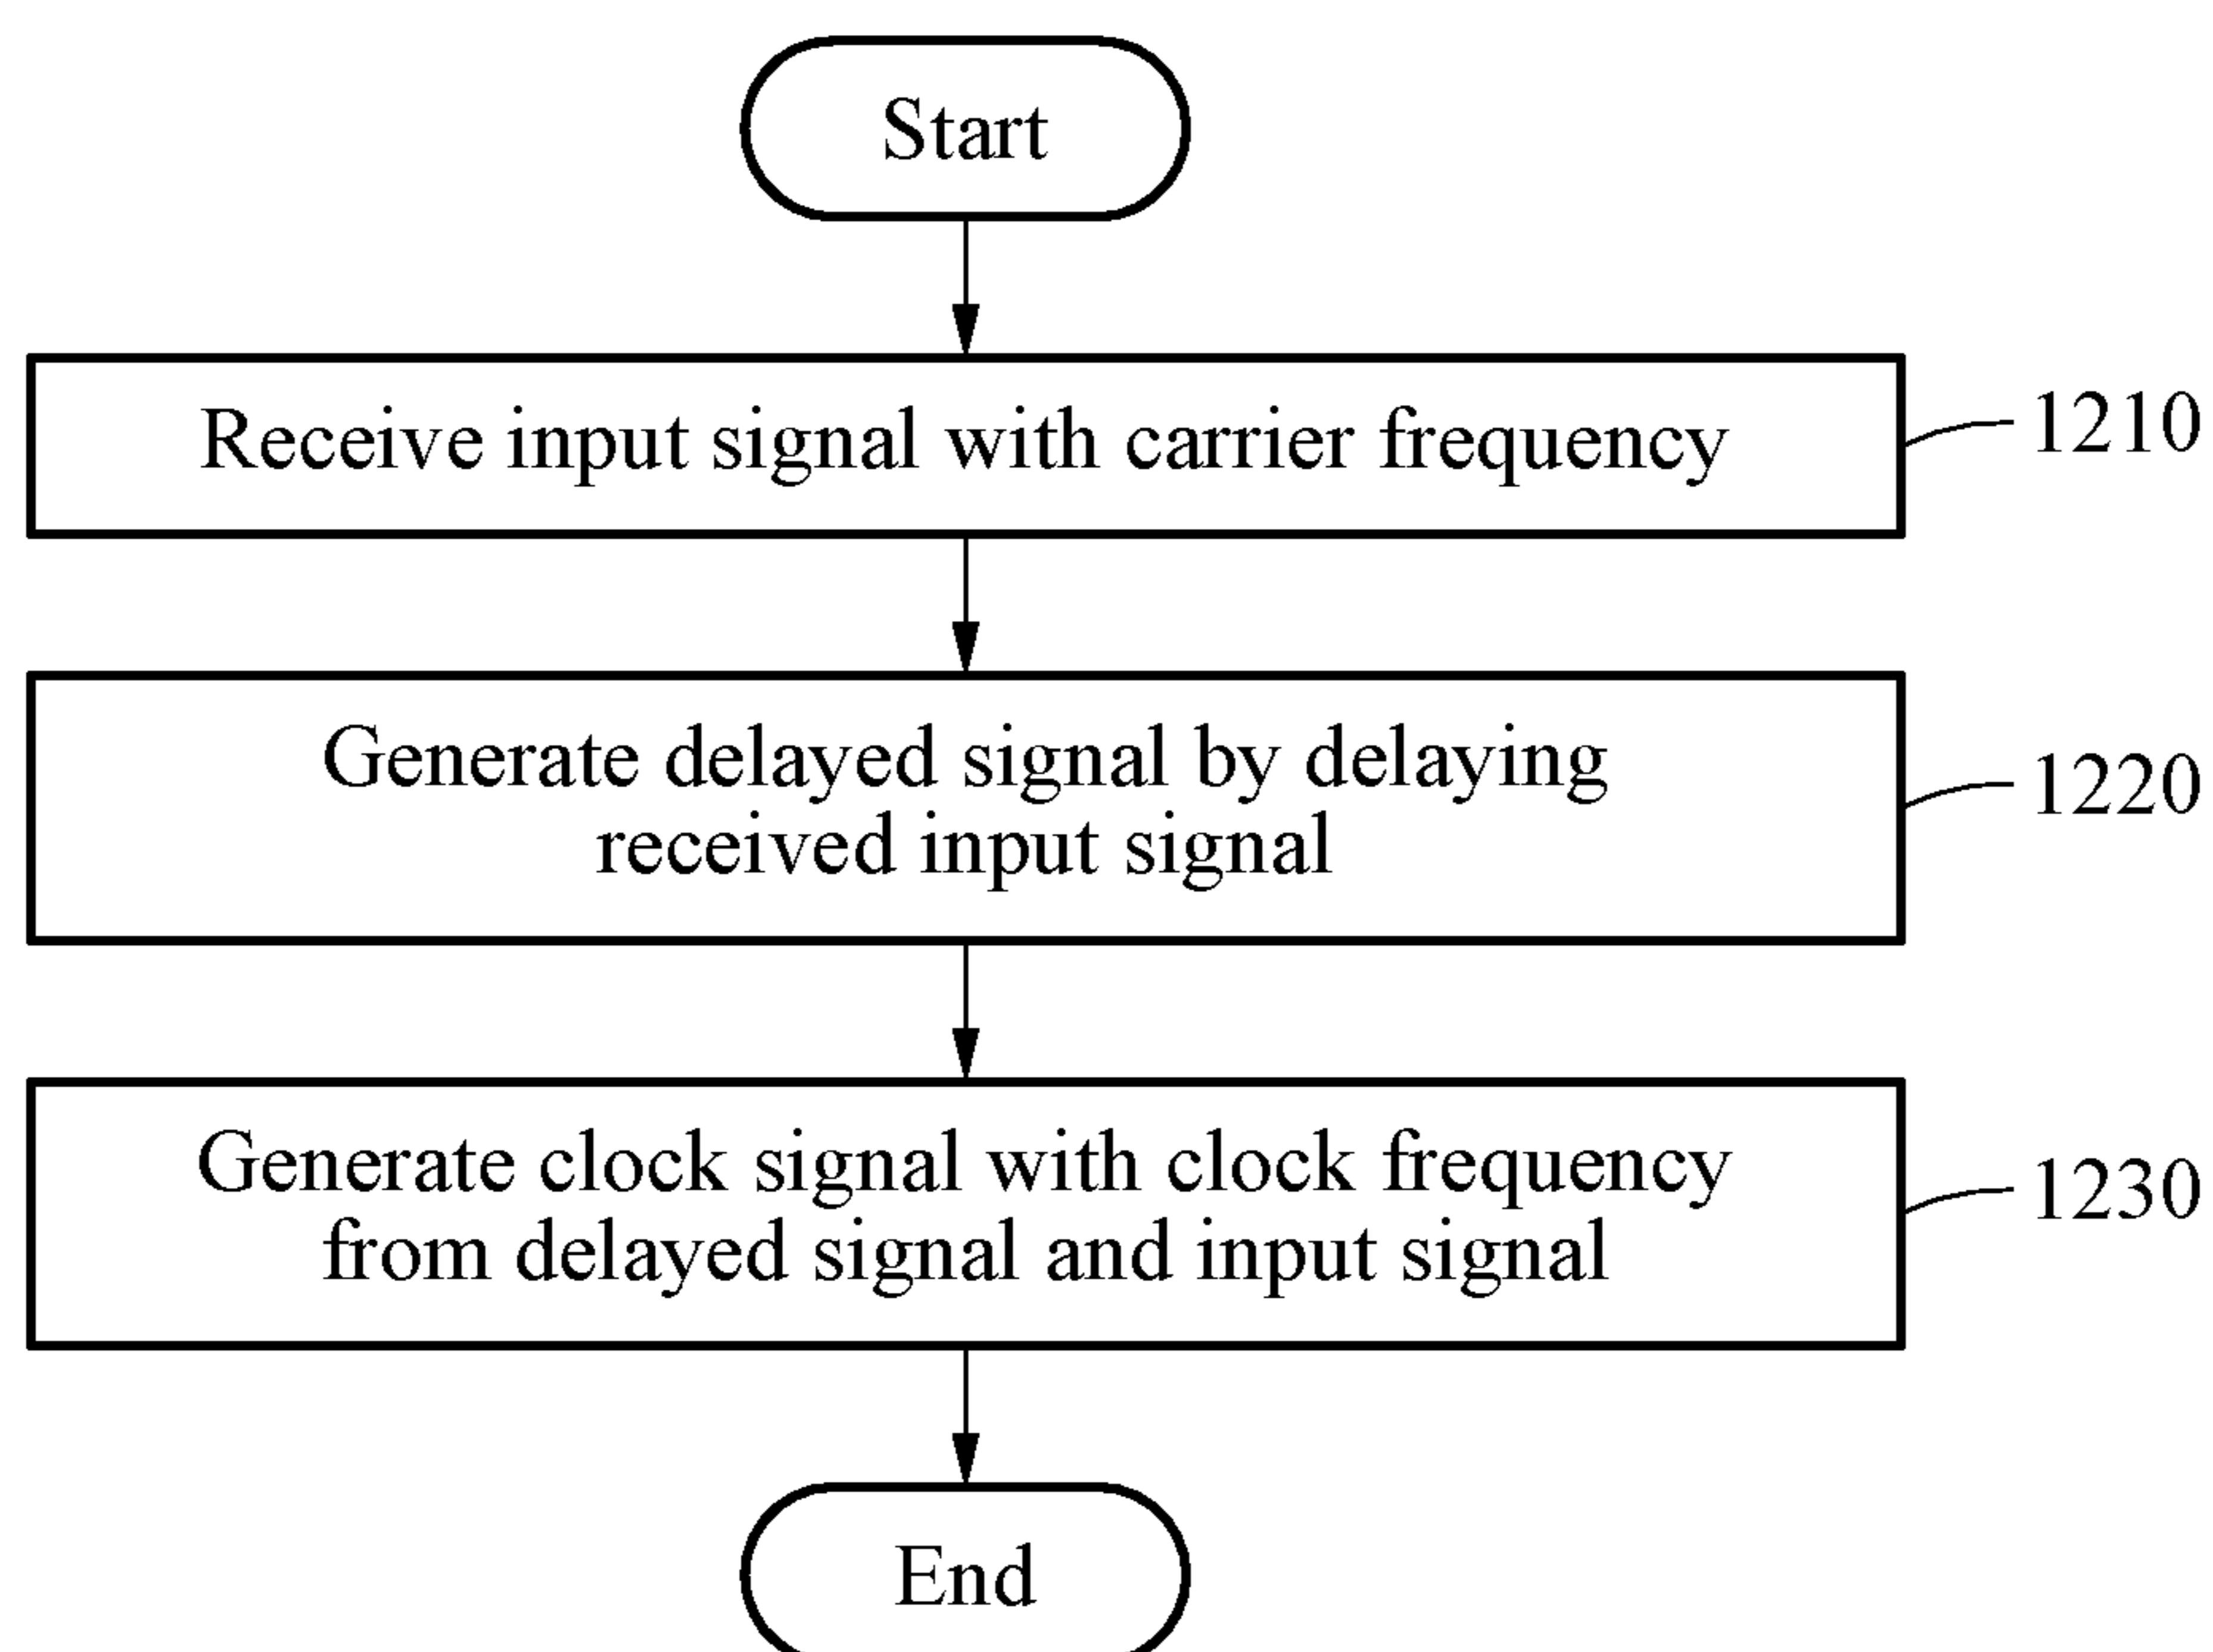 Start
Receive input signal with carrier frequency
1210
Generate delayed signal by delaying
received input signal
1220
Generate clock signal with clock frequency
from delayed signal and input signal
1230
End